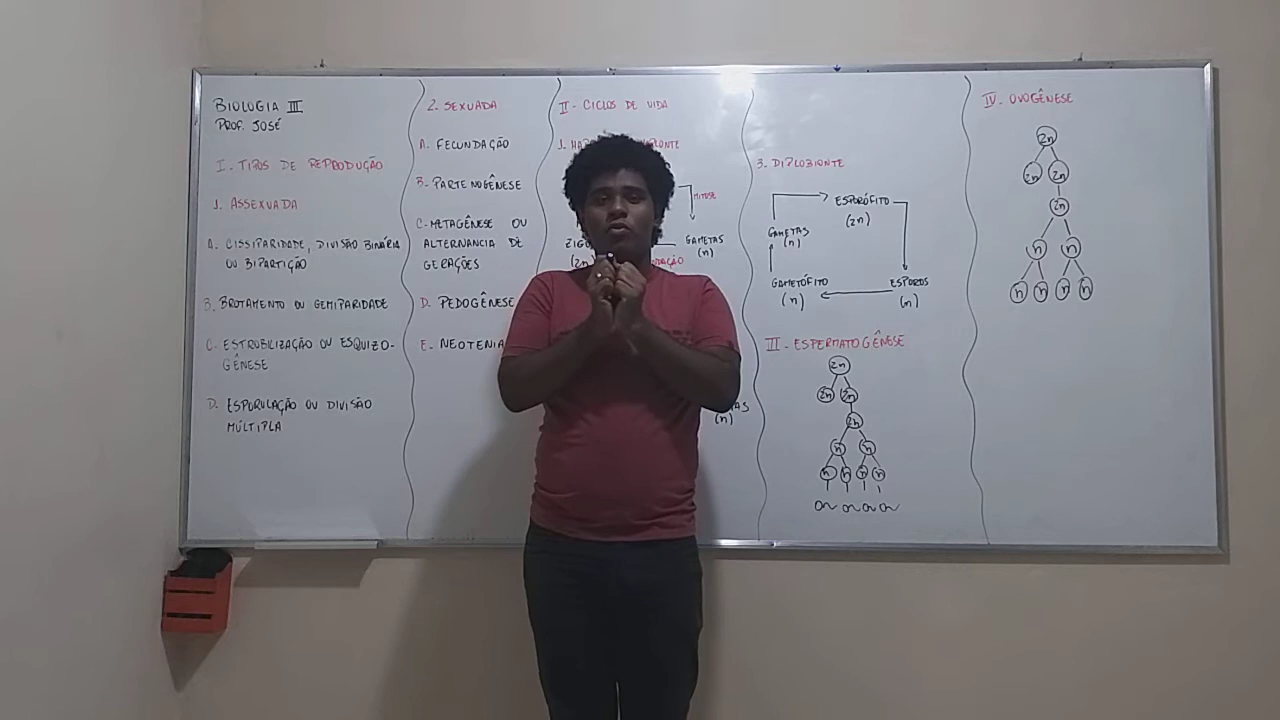 BIOLOGIA III
PROF. JOSÉ
I. TIPOS DE REPRODUÇÃO
1. ASSEXUADA
A. CISSIPARIDADE, DIVISÃO BINÁRIA
OU BIPARTIÇÃO
B. BROTAMENTO OU GEMIPARIDADE
C. ESTROBILIZAÇÃO OU ESQUIZO-
GÊNESE
D. ESPORULAÇÃO OU DIVISÃO
MÚLTIPLA
2. SEXUADA
A. FECUNDAÇÃO
B. PARTENOGÊNESE
C. METAGÊNESE OU
ALTERNANCIA DE
GERAÇÕES
D. PEDOGÊNESE
E. NEOTENIA
II - CICLOS DE VIDA
1.
MITOSE
GAMETAS
(n)
(2n)
(n)
3. DIPLOBIONTE
ESPORÓFITO
(2n)
GAMETAS
(n)
GAMETÓFITO
(n)
ESPOROS
(n)
III - ESPERMATOGÊNESE
2n
2n 2n
2n
n n
n n n n
IV - OVOGÊNESE
2n
2n 2n
2n
n n
n n n n